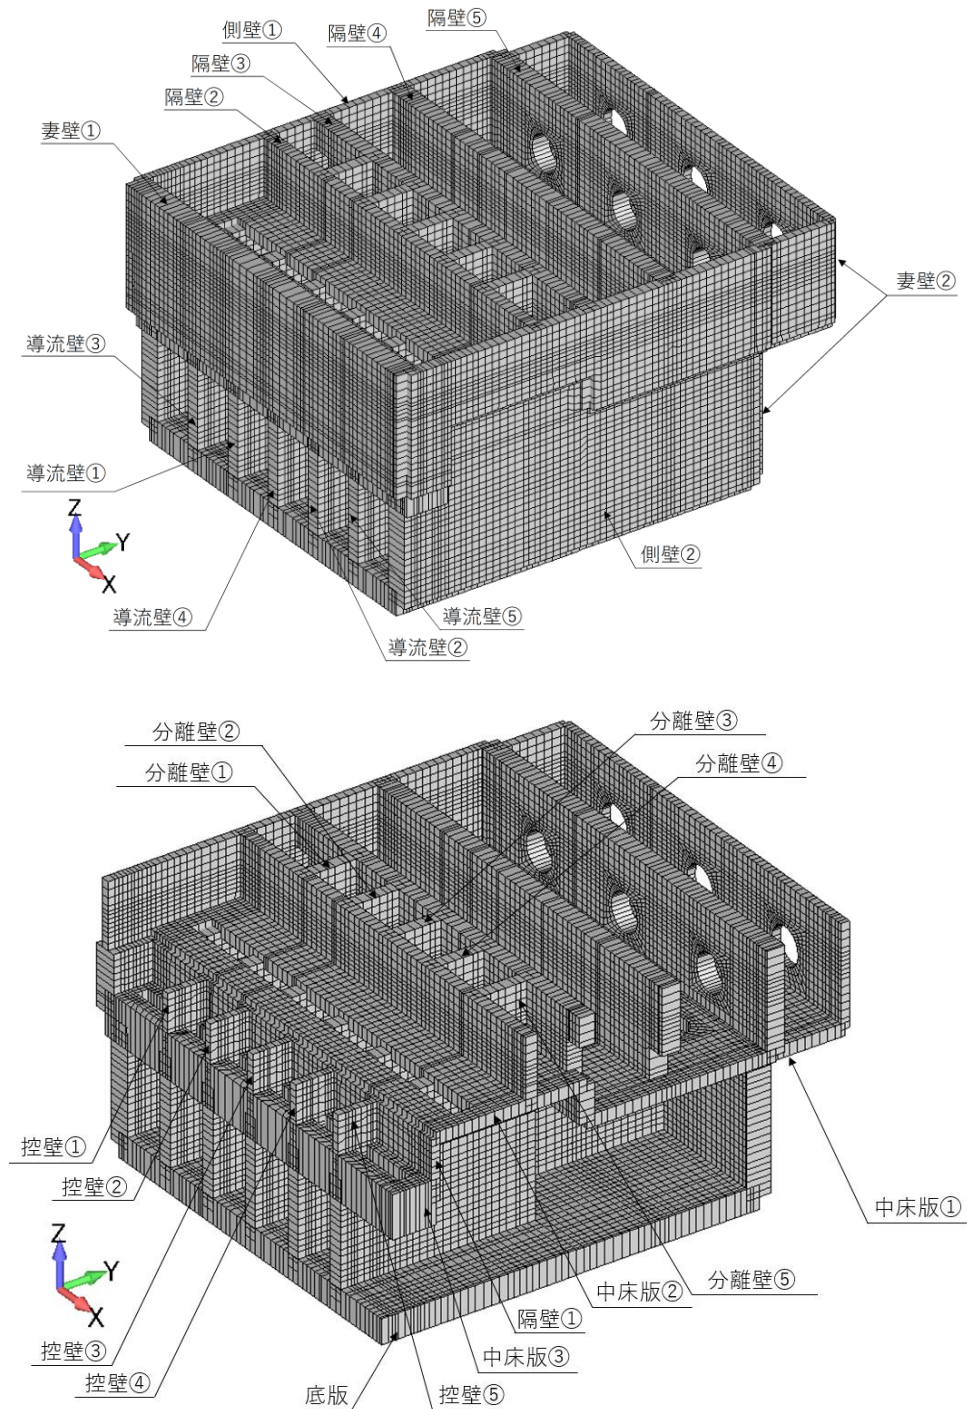 隔壁⑤
側壁①
隔壁④
隔壁③
隔壁②
妻壁①
妻壁②
導流壁③
導流壁①
Z
Y
X
側壁②
導流壁④
導流壁⑤
導流壁②
分離壁③
分離壁②
分離壁④
分離壁①
控壁①
控壁②
中床版①
Z
Y
X
分離壁⑤
中床版②
隔壁①
控壁③
中床版③
控壁④
底版
控壁⑤